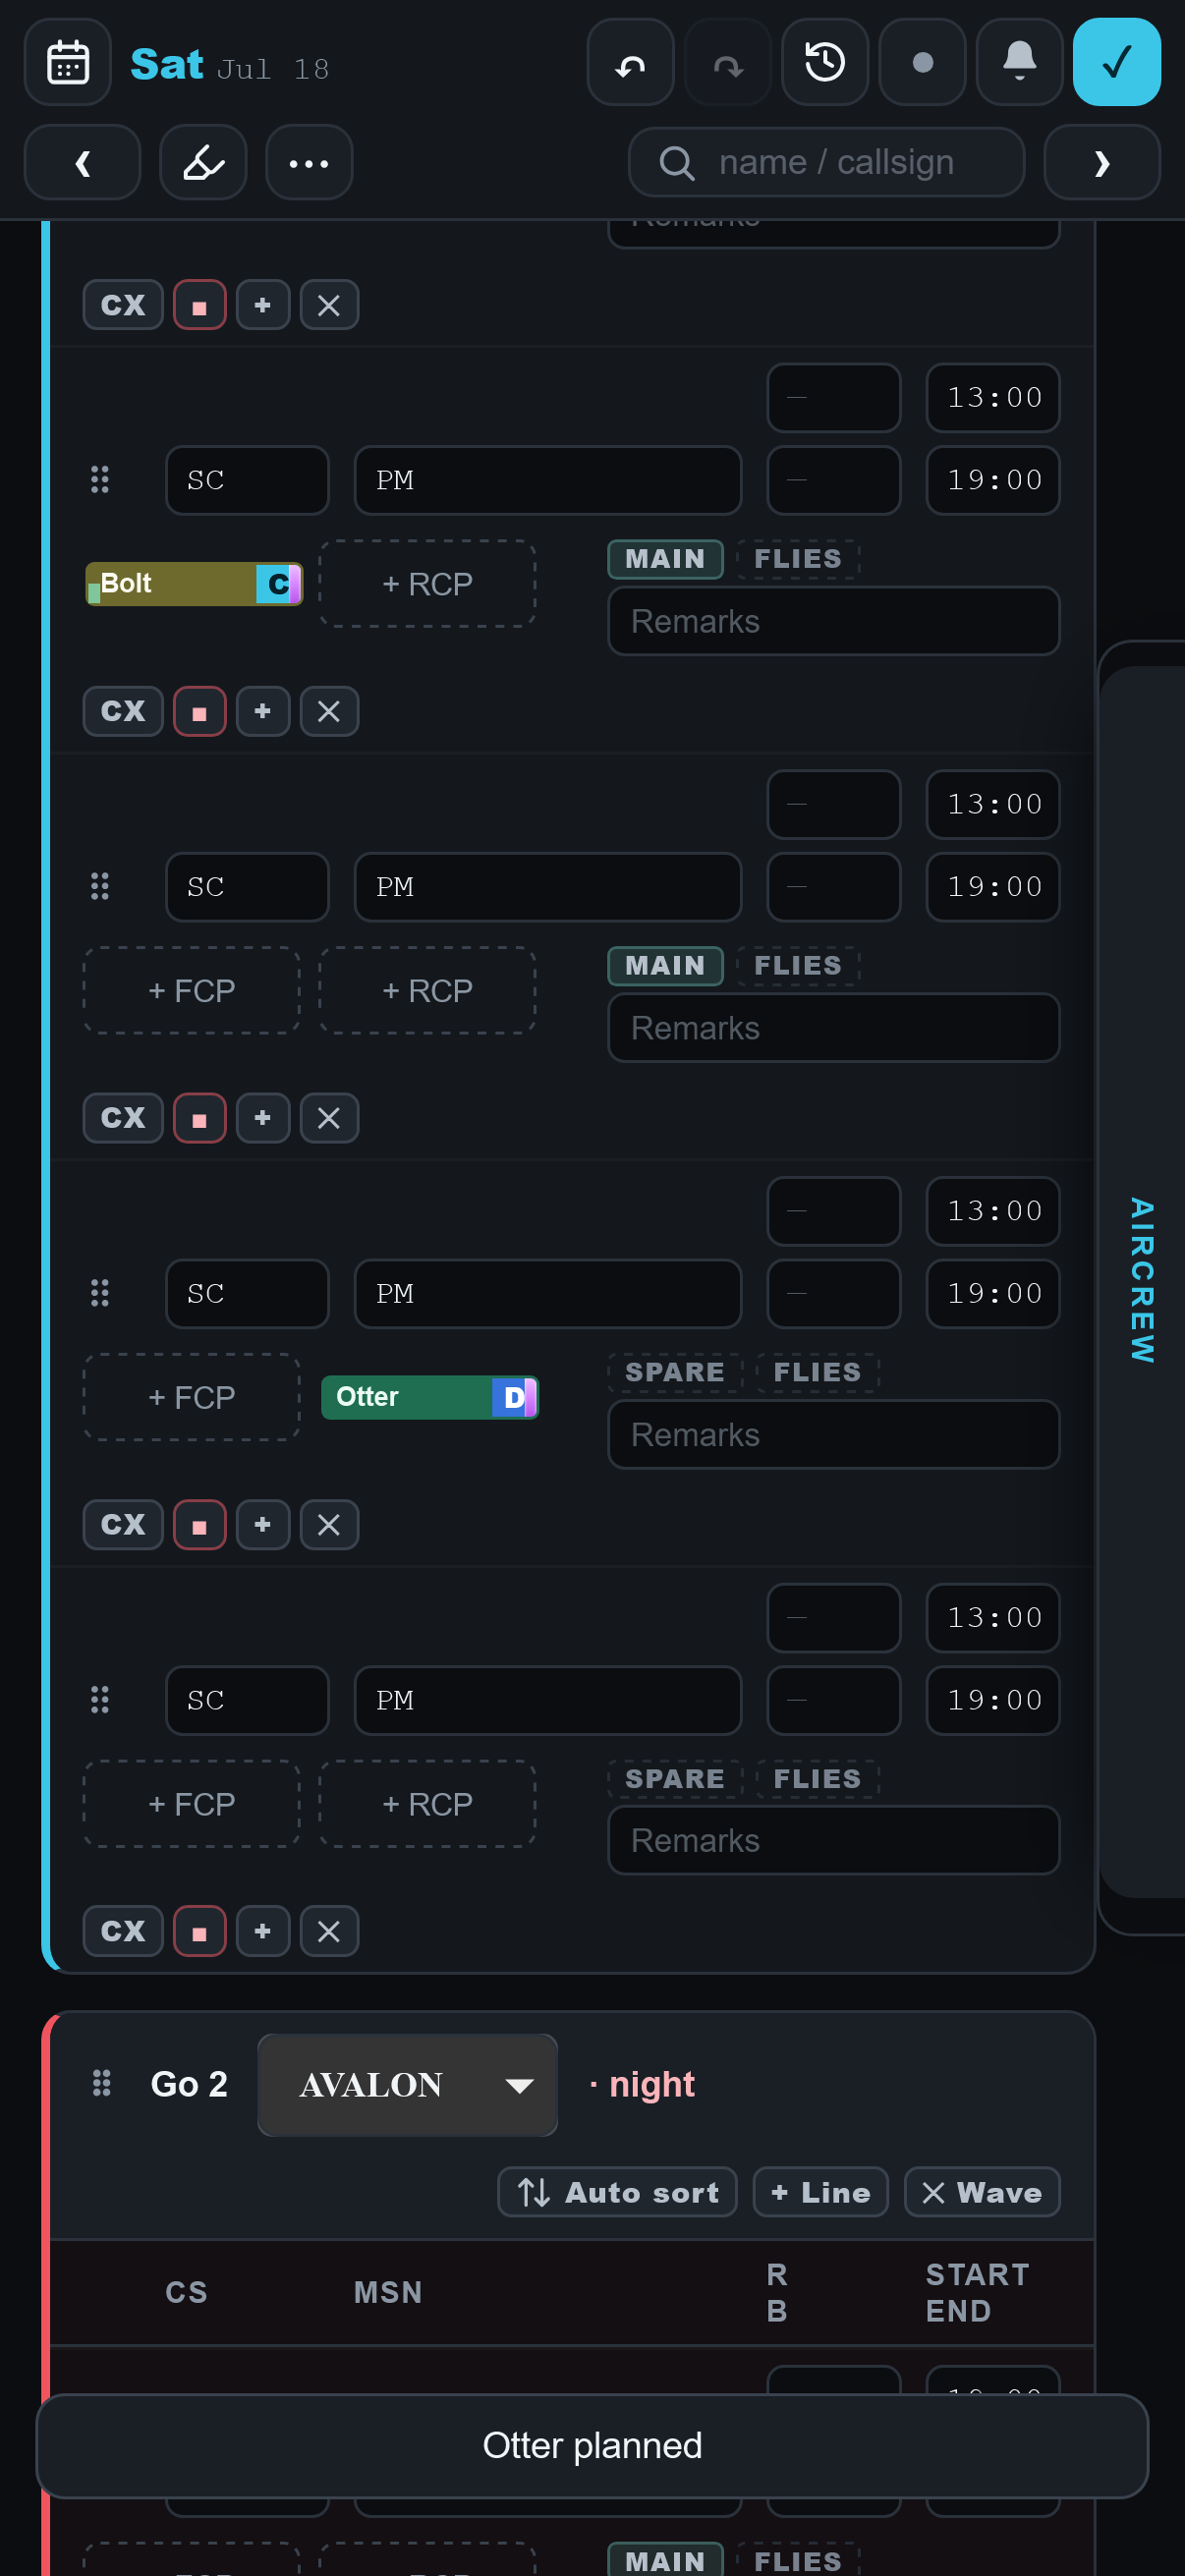 Sat Jul 18
name / callsign
Remarks
CX + ×
— 13:00
SC PM — 19:00
Bolt C + RCP MAIN FLIES
Remarks
CX + ×
— 13:00
SC PM — 19:00
+ FCP + RCP MAIN FLIES
Remarks
CX + ×
— 13:00
SC PM — 19:00
+ FCP Otter D SPARE FLIES
Remarks
CX + ×
— 13:00
SC PM — 19:00
+ FCP + RCP SPARE FLIES
Remarks
CX + ×
AIRCREW
Go 2 AVALON · night
Auto sort + Line × Wave
CS MSN R B START END
Otter planned
MAIN FLIES